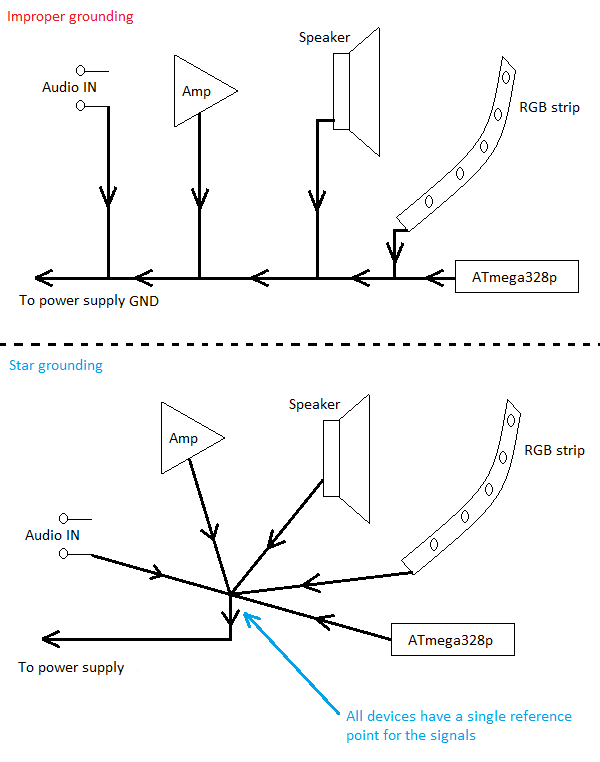 Improper grounding
Speaker
Audio IN
Amp
RGB strip
ATmega328p
To power supply GND
Star grounding
Speaker
Amp
RGB strip
Audio IN
ATmega328p
To power supply
All devices have a single reference
point for the signals